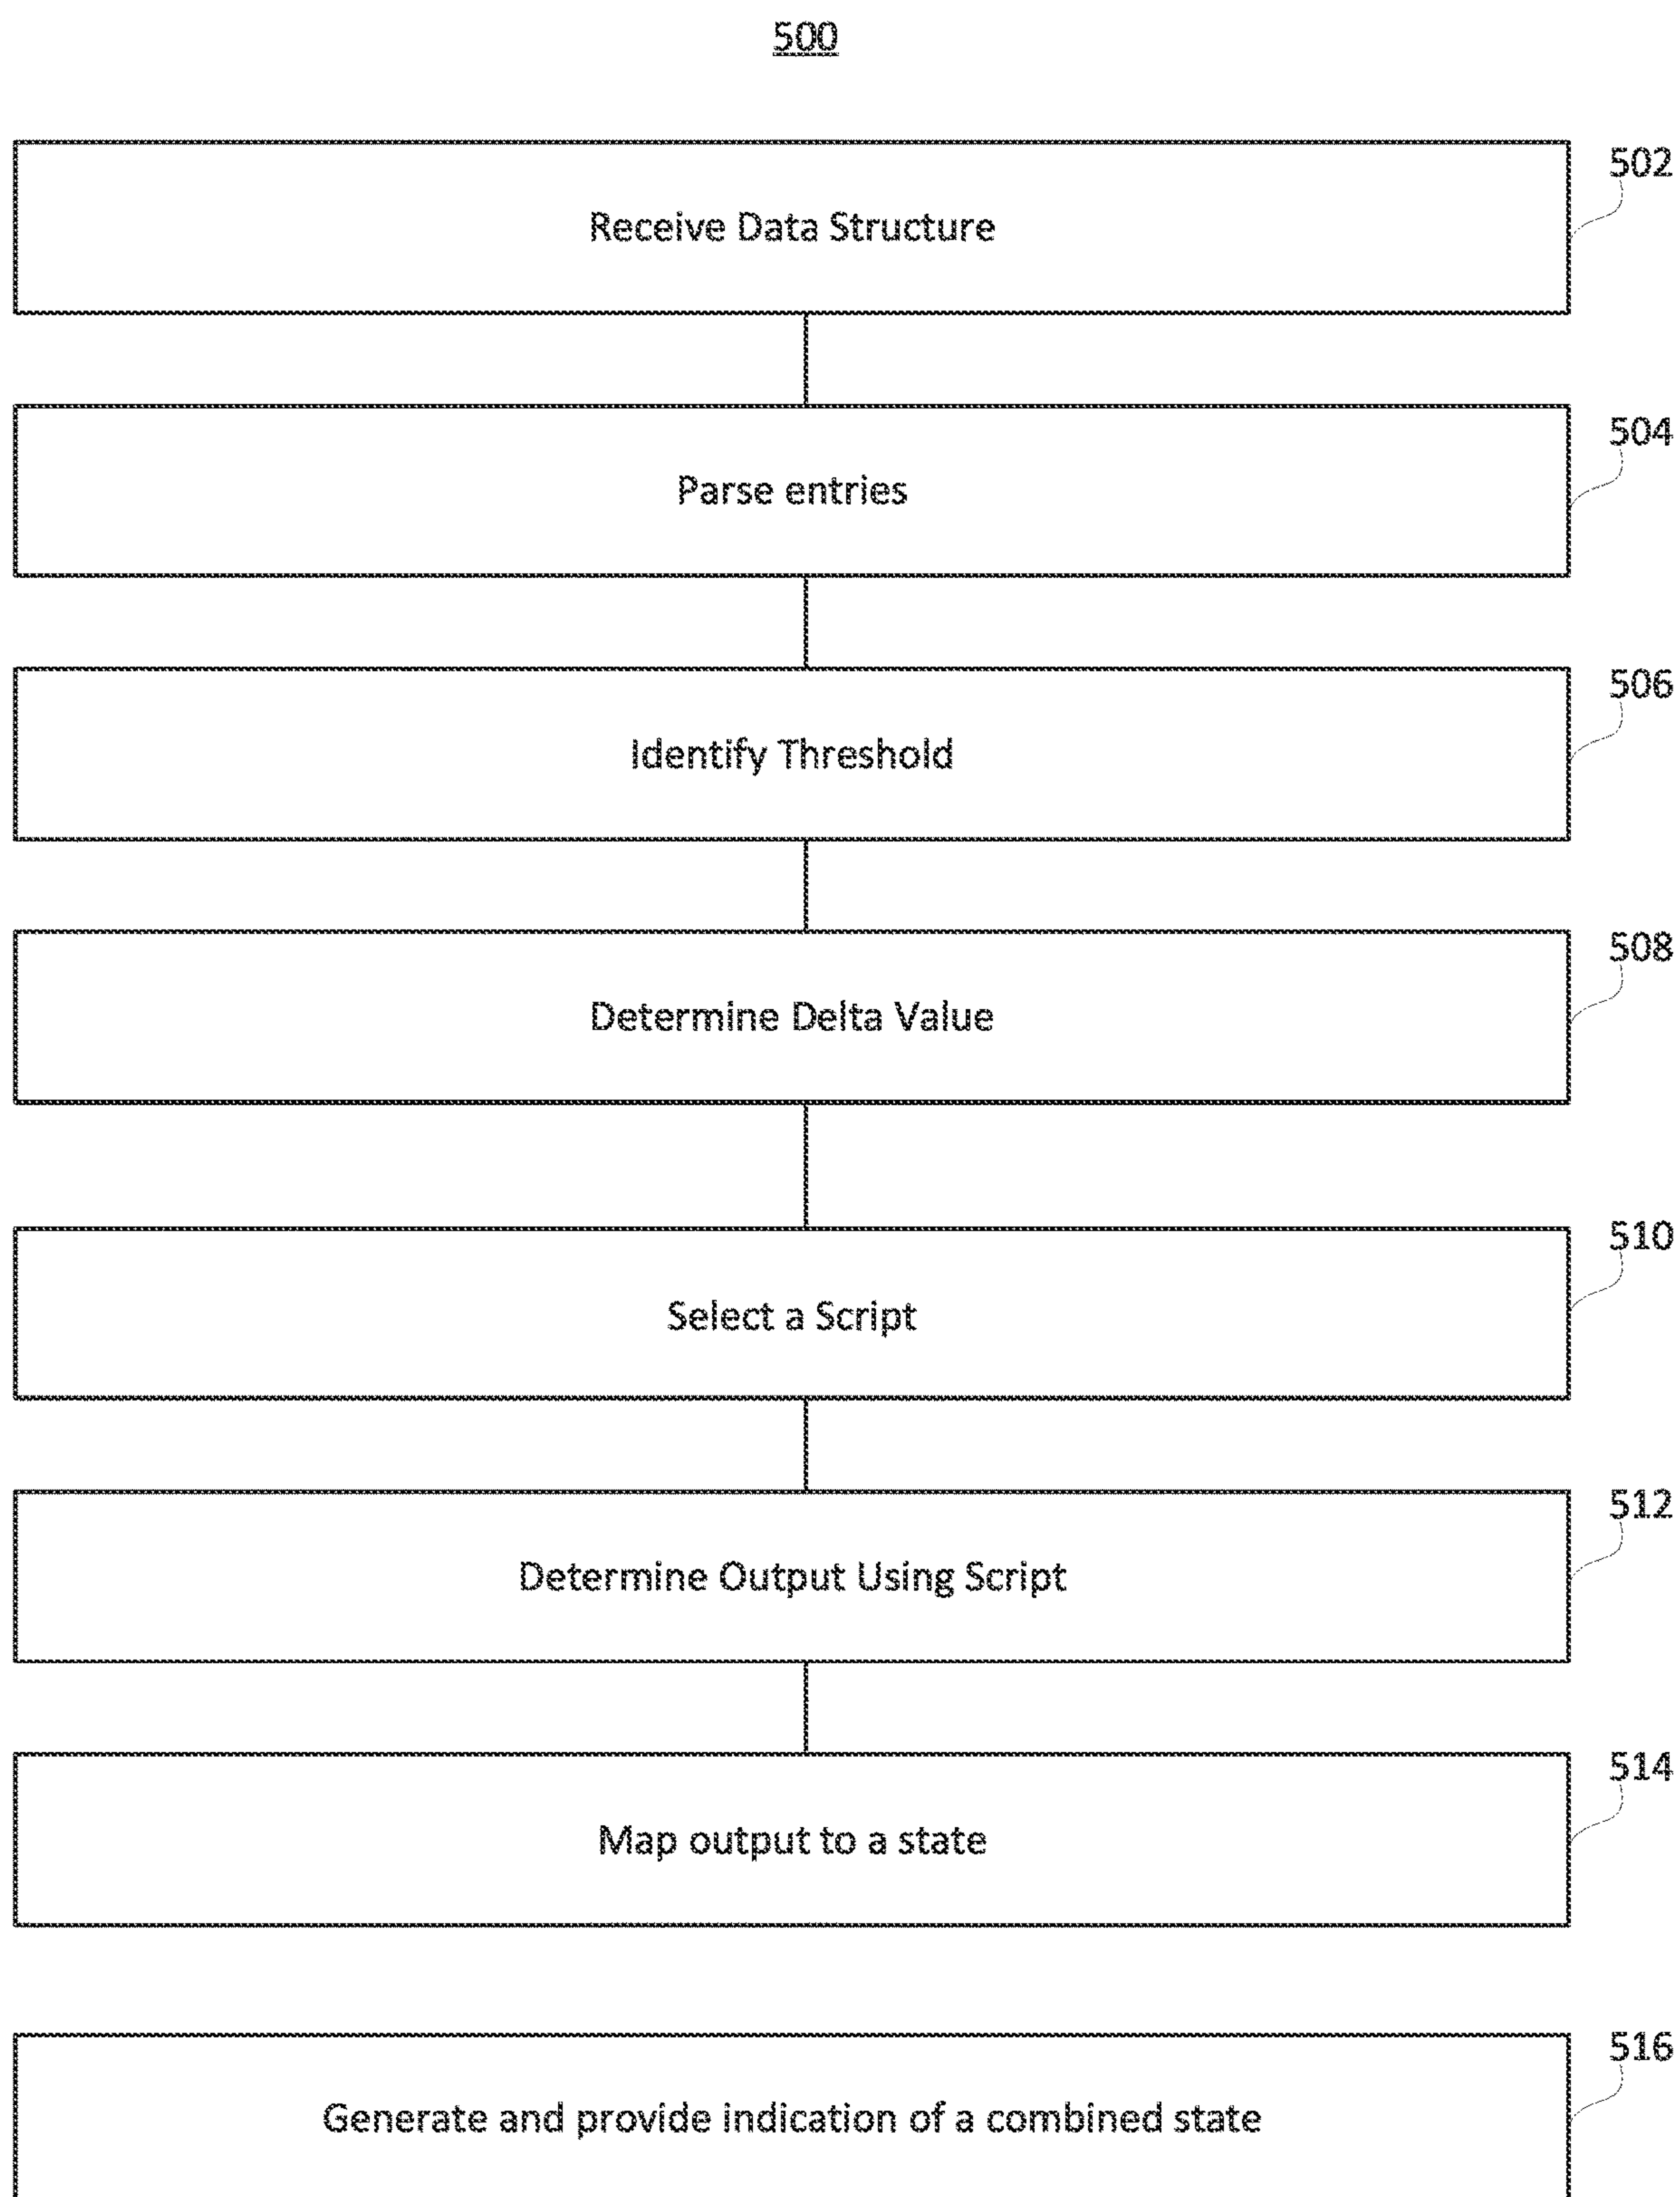 500
502
Receive Data Structure
504
Parse entries
506
Identify Threshold
508
Determine Delta Value
510
Select a Script
512
Determine Output Using Script
514
Map output to a state
516
Generate and provide indication of a combined state